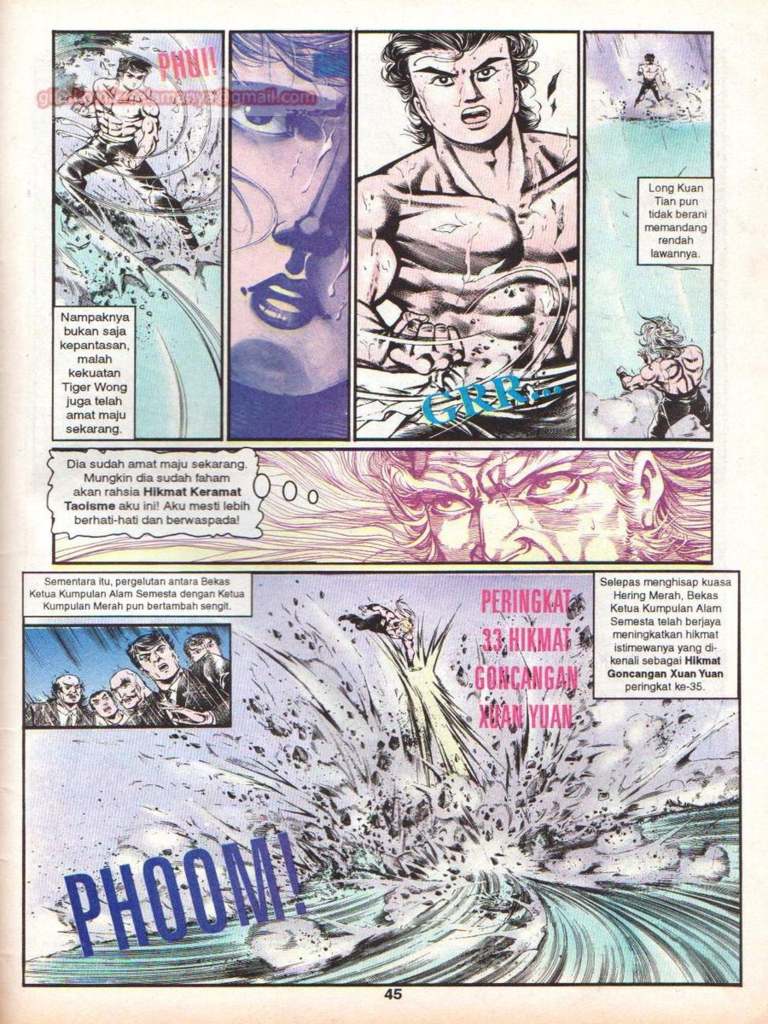 PHUI!
@gmail.com
Nampaknya
bukan saja
kepantasan,
malah
kekuatan
Tiger Wong
juga telah
amat maju
sekarang.
GRR...
Long Kuan
Tian pun
tidak berani
memandang
rendah
lawannya.
Dia sudah amat maju sekarang.
Mungkin dia sudah faham
akan rahsia Hikmat Keramat
Taoisme aku ini! Aku mesti lebih
berhati-hati dan berwaspada!
Sementara itu, pergelutan antara Bekas
Ketua Kumpulan Alam Semesta dengan Ketua
Kumpulan Merah pun bertambah sengit.
PERINGKAT
33 HIKMAT
GONCANGAN
XUAN YUAN
Selepas menghisap kuasa
Hering Merah, Bekas
Ketua Kumpulan Alam
Semesta telah berjaya
meningkatkan hikmat
istimewanya yang di-
kenali sebagai Hikmat
Goncangan Xuan Yuan
peringkat ke-35.
PHOOM!
45